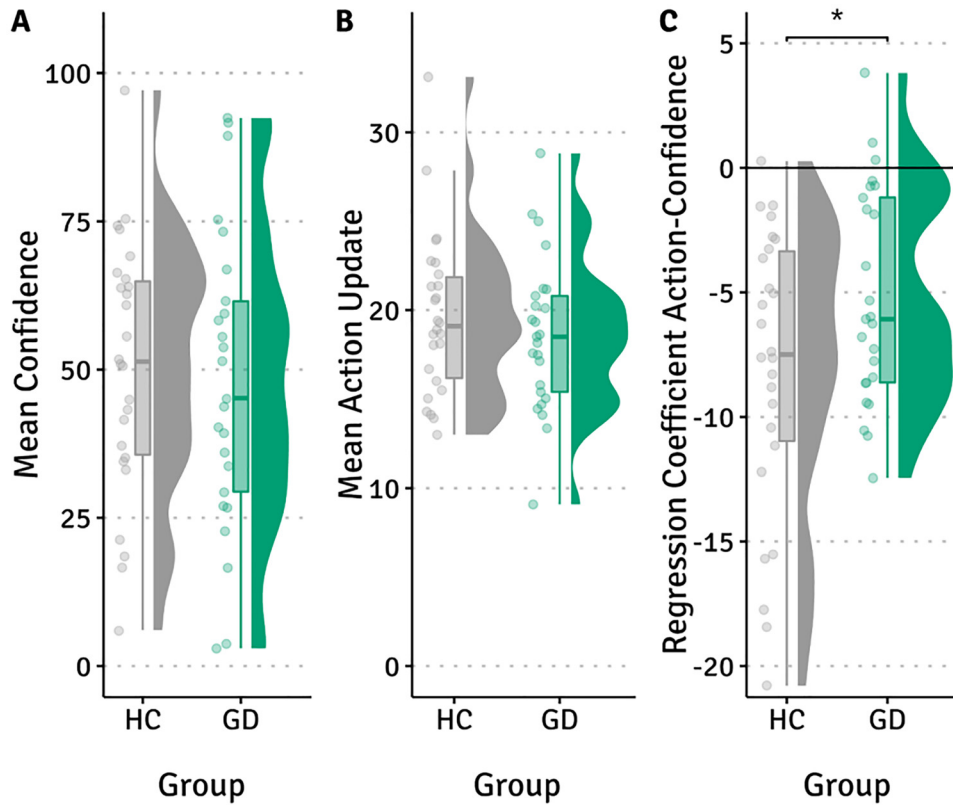 A
Mean Confidence
100
75
50
25
0
HC GD
Group
B
Mean Action Update
30
20
10
0
HC GD
Group
C
Regression Coefficient Action-Confidence
*
5
0
-5
-10
-15
-20
HC GD
Group